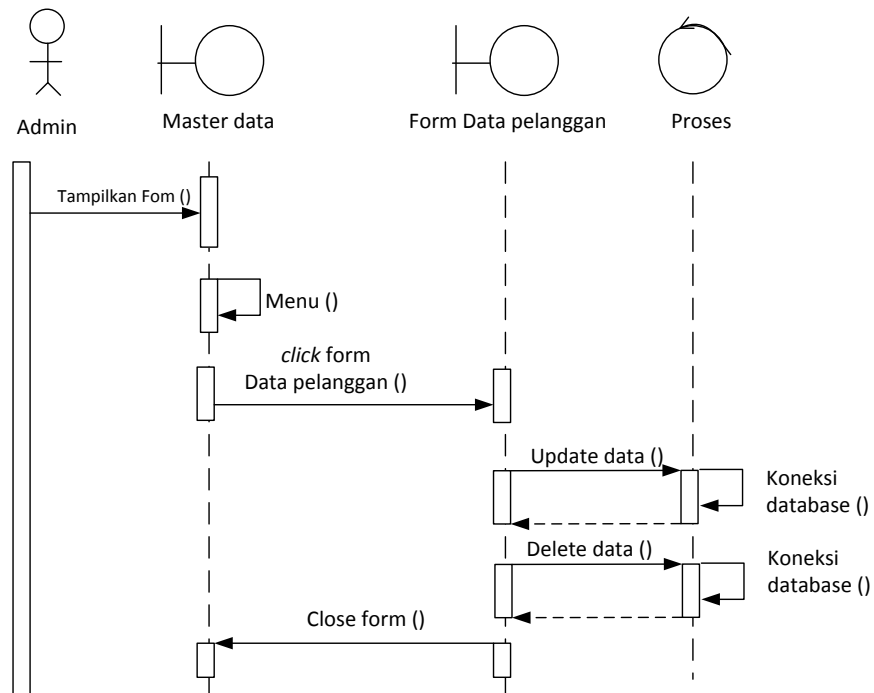 Admin
Master data
Form Data pelanggan
Proses
Tampilkan Fom ()
Menu ()
click form
Data pelanggan ()
Update data ()
Koneksi
database ()
Delete data ()
Koneksi
database ()
Close form ()